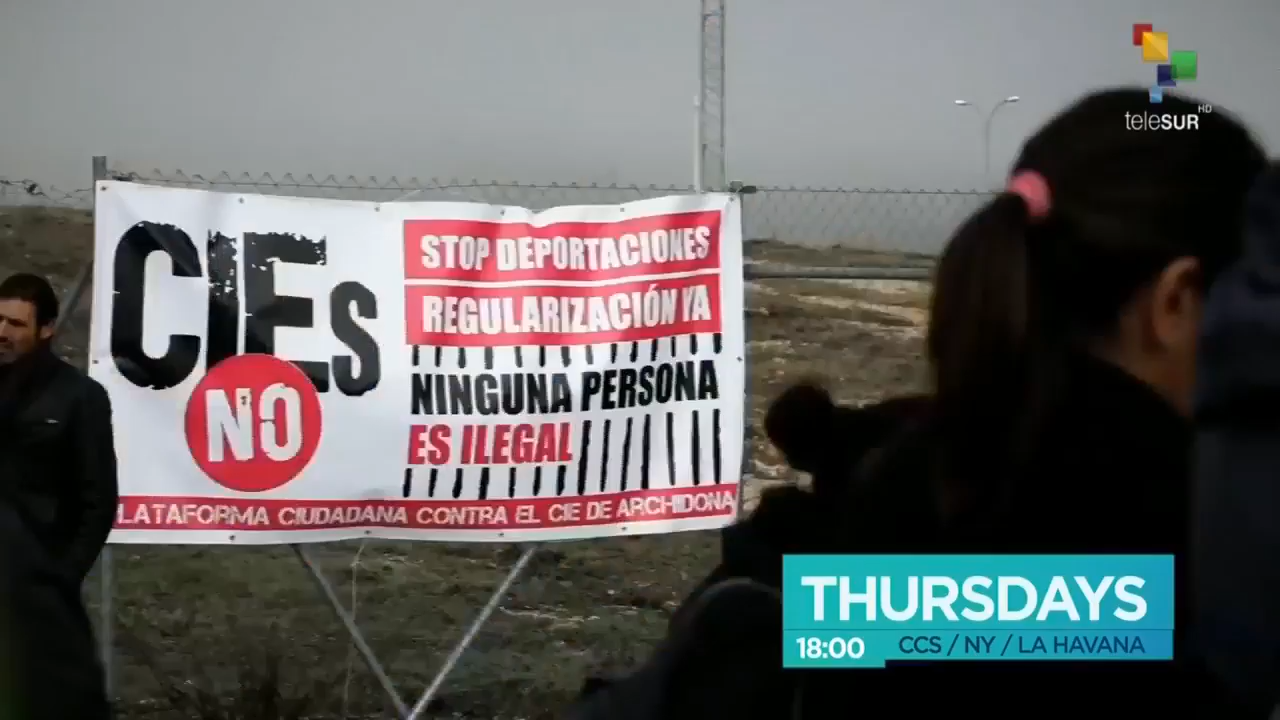 CIEs
NO
STOP DEPORTACIONES
REGULARIZACIÓN YA
NINGUNA PERSONA
ES ILEGAL
LATAFORMA CIUDADANA CONTRA EL CIE DE ARCHIDONA
teleSUR HD
THURSDAYS
18:00 CCS / NY / LA HAVANA